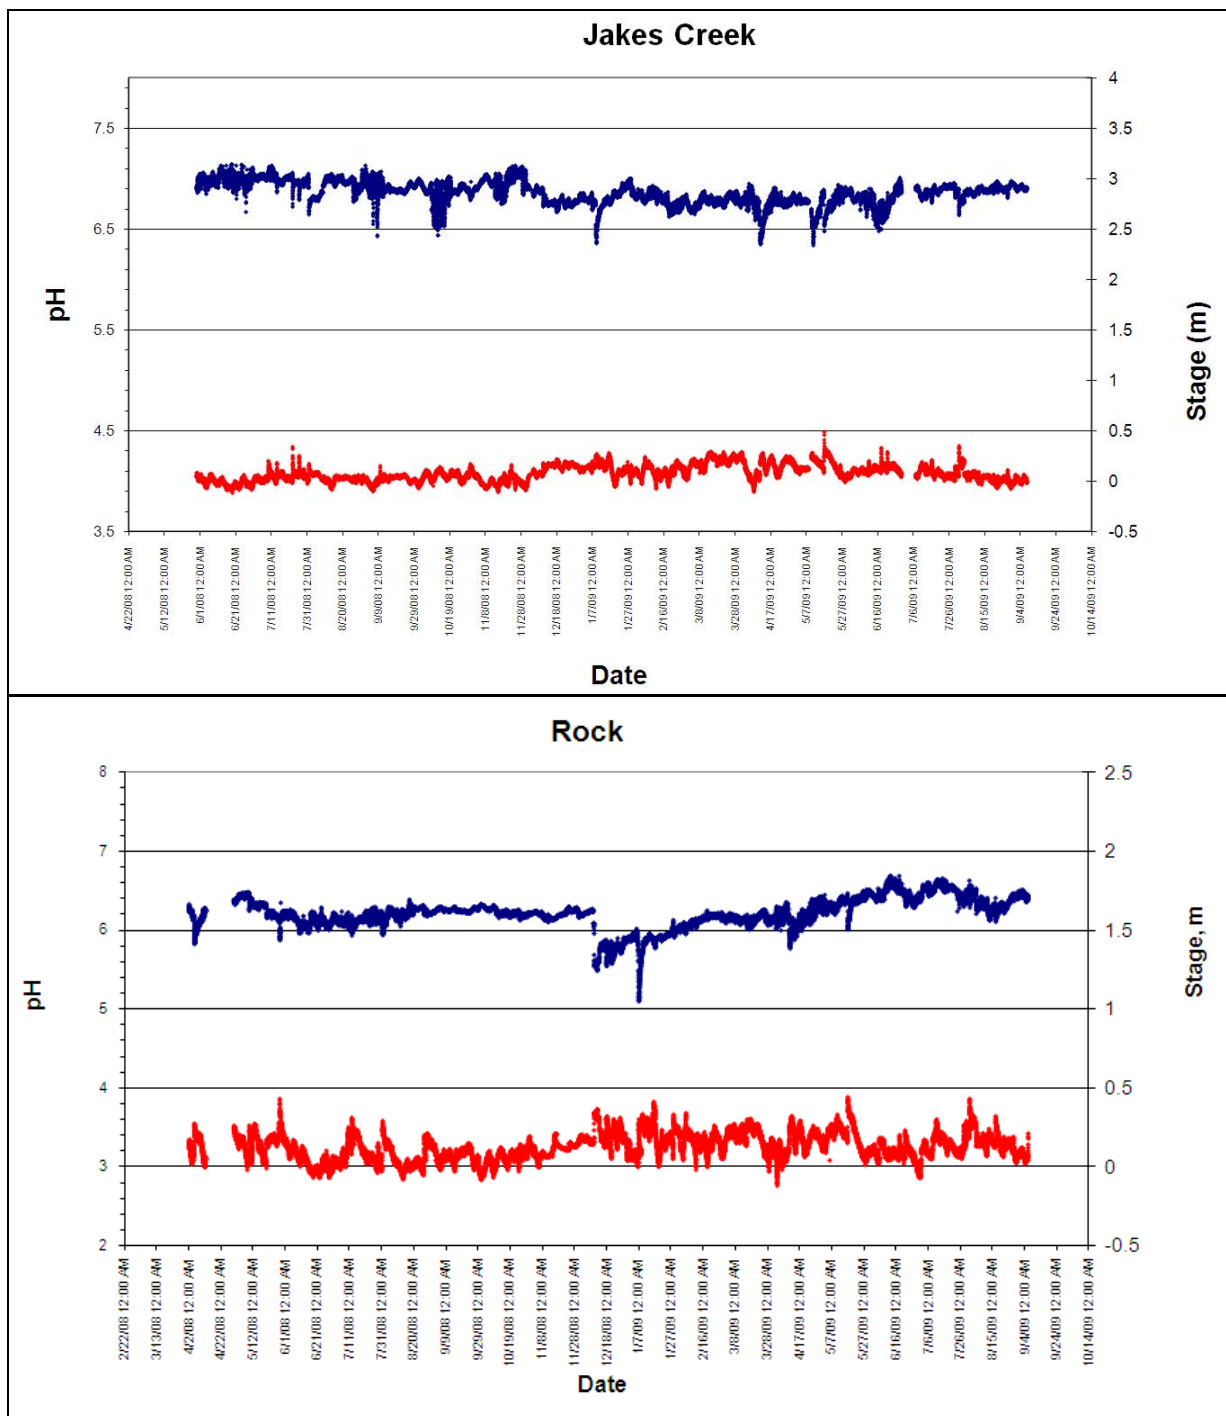 Jakes Creek
7.5
6.5
5.5
4.5
3.5
pH
4
3.5
3
2.5
2
1.5
1
0.5
0
-0.5
Stage (m)
4/22/08 12:00 AM
5/12/08 12:00 AM
6/1/08 12:00 AM
6/21/08 12:00 AM
7/11/08 12:00 AM
7/31/08 12:00 AM
8/20/08 12:00 AM
9/9/08 12:00 AM
9/29/08 12:00 AM
10/19/08 12:00 AM
11/8/08 12:00 AM
11/28/08 12:00 AM
12/18/08 12:00 AM
1/7/09 12:00 AM
1/27/09 12:00 AM
2/16/09 12:00 AM
3/8/09 12:00 AM
3/28/09 12:00 AM
4/17/09 12:00 AM
5/7/09 12:00 AM
5/27/09 12:00 AM
6/16/09 12:00 AM
7/6/09 12:00 AM
7/26/09 12:00 AM
8/15/09 12:00 AM
9/4/09 12:00 AM
9/24/09 12:00 AM
10/14/09 12:00 AM
Date
Rock
8
7
6
5
4
3
2
pH
2.5
2
1.5
1
0.5
0
-0.5
Stage, m
2/22/08 12:00 AM
3/13/08 12:00 AM
4/2/08 12:00 AM
4/22/08 12:00 AM
5/12/08 12:00 AM
6/1/08 12:00 AM
6/21/08 12:00 AM
7/11/08 12:00 AM
7/31/08 12:00 AM
8/20/08 12:00 AM
9/9/08 12:00 AM
9/29/08 12:00 AM
10/19/08 12:00 AM
11/8/08 12:00 AM
11/28/08 12:00 AM
12/18/08 12:00 AM
1/7/09 12:00 AM
1/27/09 12:00 AM
2/16/09 12:00 AM
3/8/09 12:00 AM
3/28/09 12:00 AM
4/17/09 12:00 AM
5/7/09 12:00 AM
5/27/09 12:00 AM
6/16/09 12:00 AM
7/6/09 12:00 AM
7/26/09 12:00 AM
8/15/09 12:00 AM
9/4/09 12:00 AM
9/24/09 12:00 AM
10/14/09 12:00 AM
Date